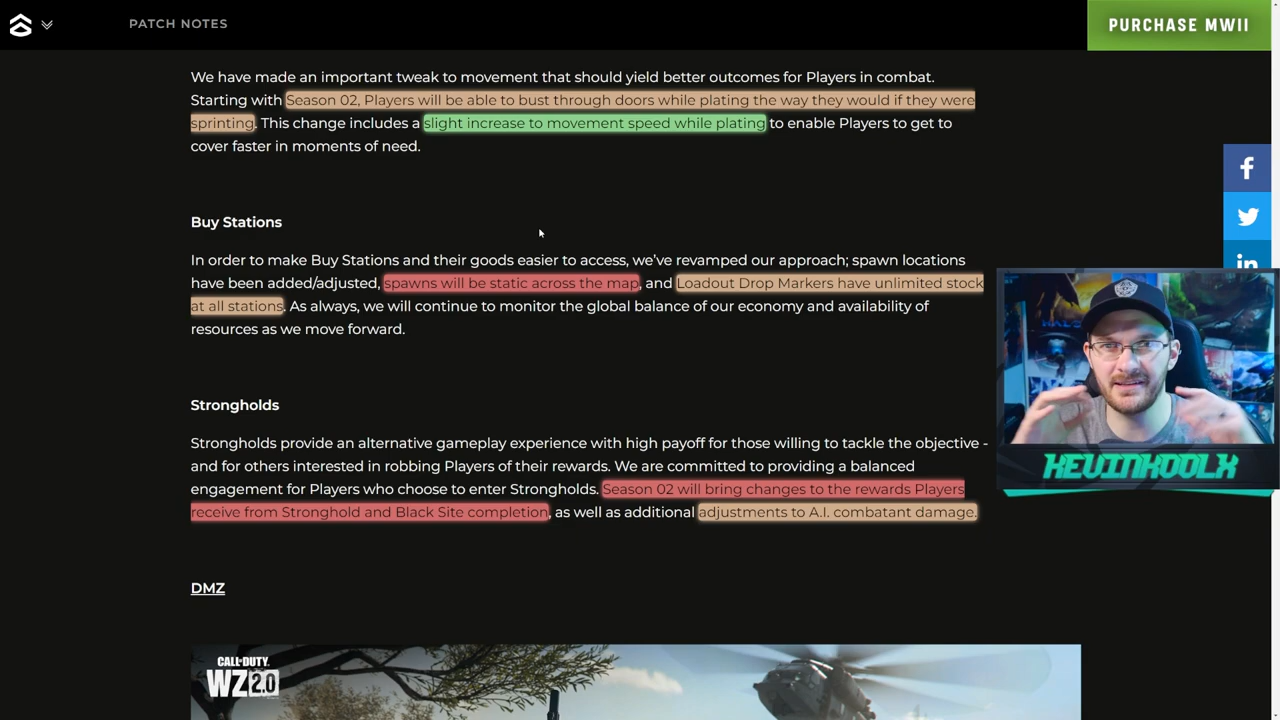 PATCH NOTES
PURCHASE MWII
We have made an important tweak to movement that should yield better outcomes for Players in combat.
Starting with Season 02, Players will be able to bust through doors while plating the way they would if they were
sprinting. This change includes a slight increase to movement speed while plating to enable Players to get to
cover faster in moments of need.
Buy Stations
In order to make Buy Stations and their goods easier to access, we've revamped our approach; spawn locations
have been added/adjusted, spawns will be static across the map, and Loadout Drop Markers have unlimited stock
at all stations. As always, we will continue to monitor the global balance of our economy and availability of
resources as we move forward.
Strongholds
Strongholds provide an alternative gameplay experience with high payoff for those willing to tackle the objective -
and for others interested in robbing Players of their rewards. We are committed to providing a balanced
engagement for Players who choose to enter Strongholds. Season 02 will bring changes to the rewards Players
receive from Stronghold and Black Site completion, as well as additional adjustments to A.I. combatant damage.
KEVINKOOLX
DMZ
CALL·DUTY
WZ 2.0